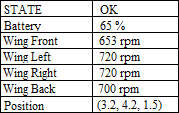 STATE OK
Battery 65 %
Wing Front 653 rpm
Wing Left 720 rpm
Wing Right 720 rpm
Wing Back 700 rpm
Position (3.2, 4.2, 1.5)